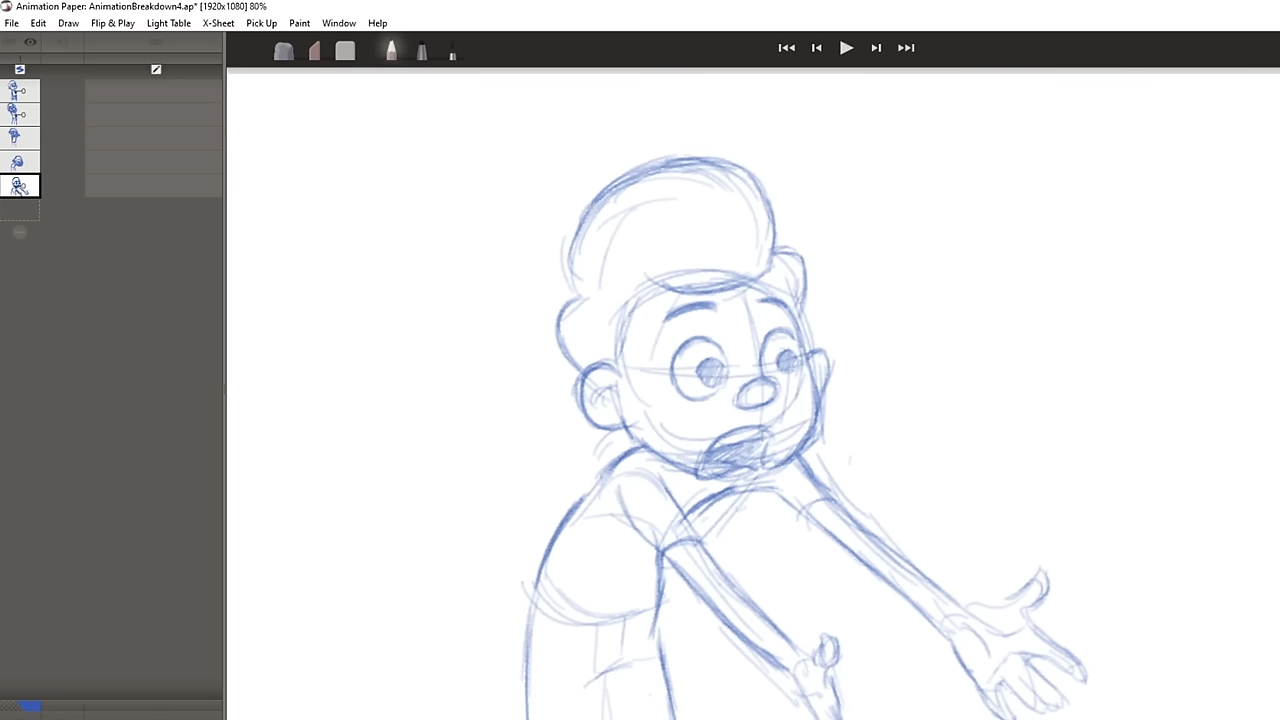 Animation Paper: AnimationBreakdown4.ap* [1920x1080] 80%
File Edit Draw Flip & Play Light Table X-Sheet Pick Up Paint Window Help